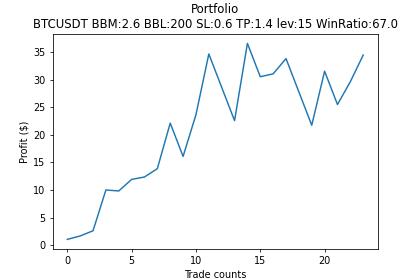 Portfolio
BTCUSDT BBM:2.6 BBL:200 SL:0.6 TP:1.4 lev:15 WinRatio:67.0
Profit ($)
35
30
25
20
15
10
5
0
0 5 10 15 20
Trade counts